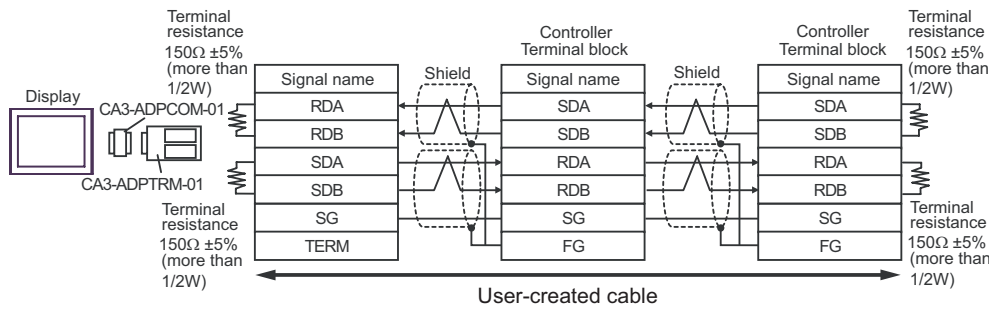 Terminal
resistance
150Ω ±5%
(more than
1/2W)
Display
CA3-ADPCOM-01
CA3-ADPTRM-01
Terminal
resistance
150Ω ±5%
(more than
1/2W)
Signal name
RDA
RDB
SDA
SDB
SG
TERM
Shield
Controller
Terminal block
Signal name
SDA
SDB
RDA
RDB
SG
FG
Shield
Controller
Terminal block
Signal name
SDA
SDB
RDA
RDB
SG
FG
Terminal
resistance
150Ω ±5%
(more than
1/2W)
Terminal
resistance
150Ω ±5%
(more than
1/2W)
User-created cable